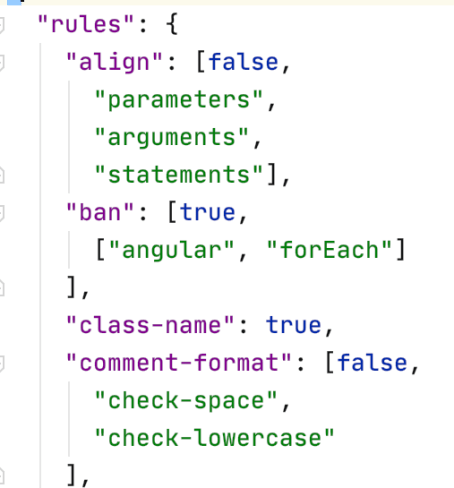 "rules": {
"align": [false,
"parameters",
"arguments",
"statements"],
"ban": [true,
["angular", "forEach"]
],
"class-name": true,
"comment-format": [false,
"check-space",
"check-lowercase"
],